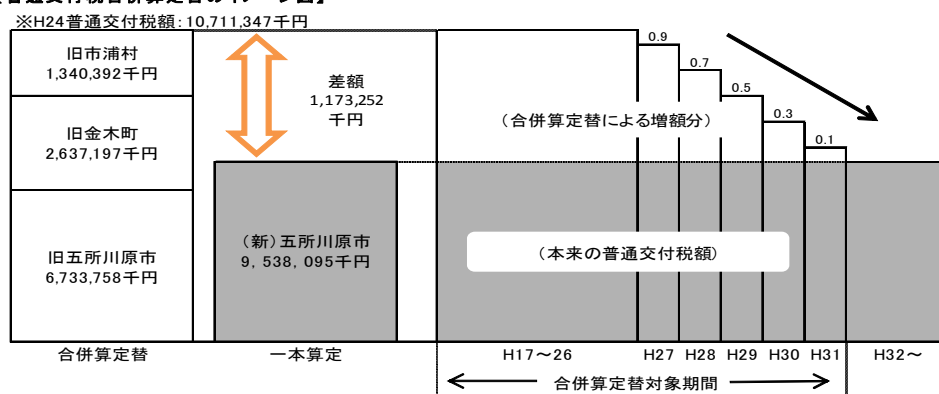 ※H24普通交付税額：10,711,347千円
旧市浦村
1,340,392千円
旧金木町
2,637,197千円
旧五所川原市
6,733,758千円
差額
1,173,252
千円
（新）五所川原市
9，538，095千円
（合併算定替による増額分）
（本来の普通交付税額）
0.9
0.7
0.5
0.3
0.1
合併算定替
一本算定
H17～26
H27
H28
H29
H30
H31
H32～
合併算定替対象期間